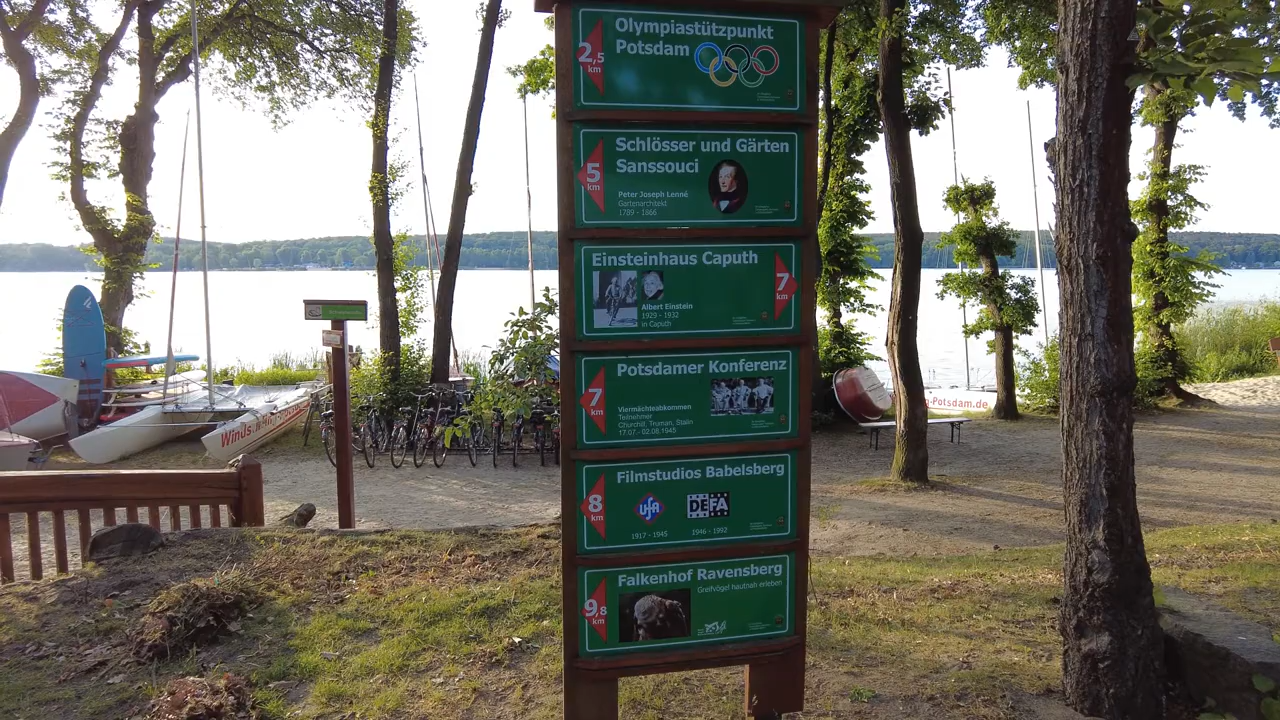 Olympiastützpunkt
Potsdam
2,5
km
Schlösser und Gärten
Sanssouci
5
km
Peter Joseph Lenné
Gartenarchitekt
1789 - 1866
Einsteinhaus Caputh
7
km
Albert Einstein
1929 - 1932
in Caputh
Potsdamer Konferenz
7
km
Viermächteabkommen
Teilnehmer
Churchill, Truman, Stalin
17.07 - 02.08.1945
Filmstudios Babelsberg
8
km
UFA
DEFA
1917 - 1945
1946 - 1992
Falkenhof Ravensberg
Greifvögel hautnah erleben
9,8
km
-Potsdam.de